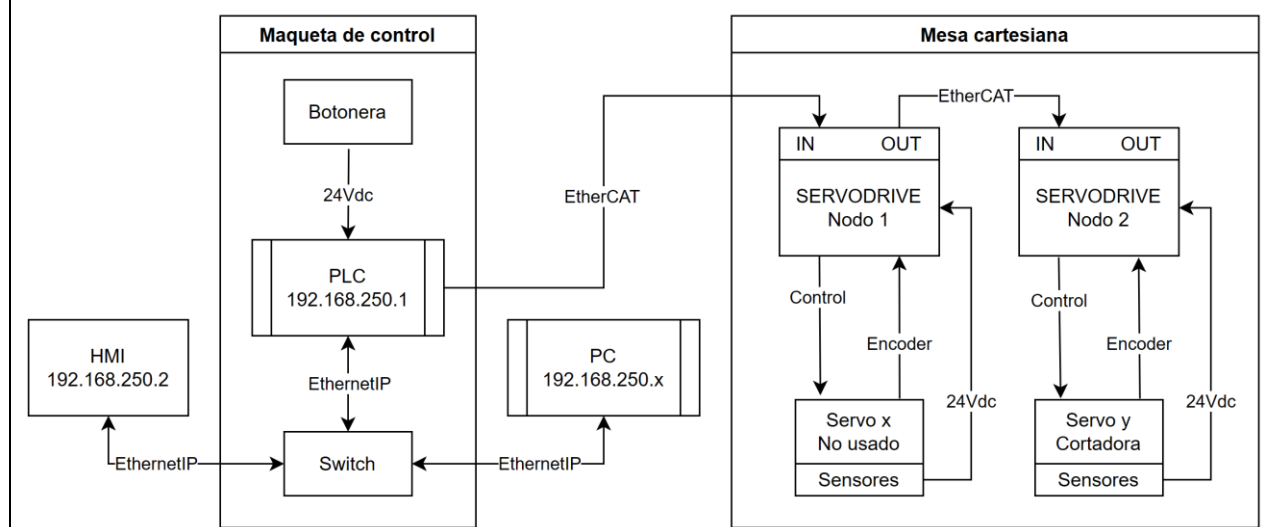 Maqueta de control
Mesa cartesiana
Botonera
EtherCAT
IN OUT
IN OUT
24Vdc
EtherCAT
SERVODRIVE
Nodo 1
SERVODRIVE
Nodo 2
PLC
192.168.250.1
Control
Control
HMI
192.168.250.2
PC
192.168.250.x
Encoder
Encoder
EthernetIP
24Vdc
24Vdc
Servo x
No usado
Servo y
Cortadora
EthernetIP
Switch
EthernetIP
Sensores
Sensores